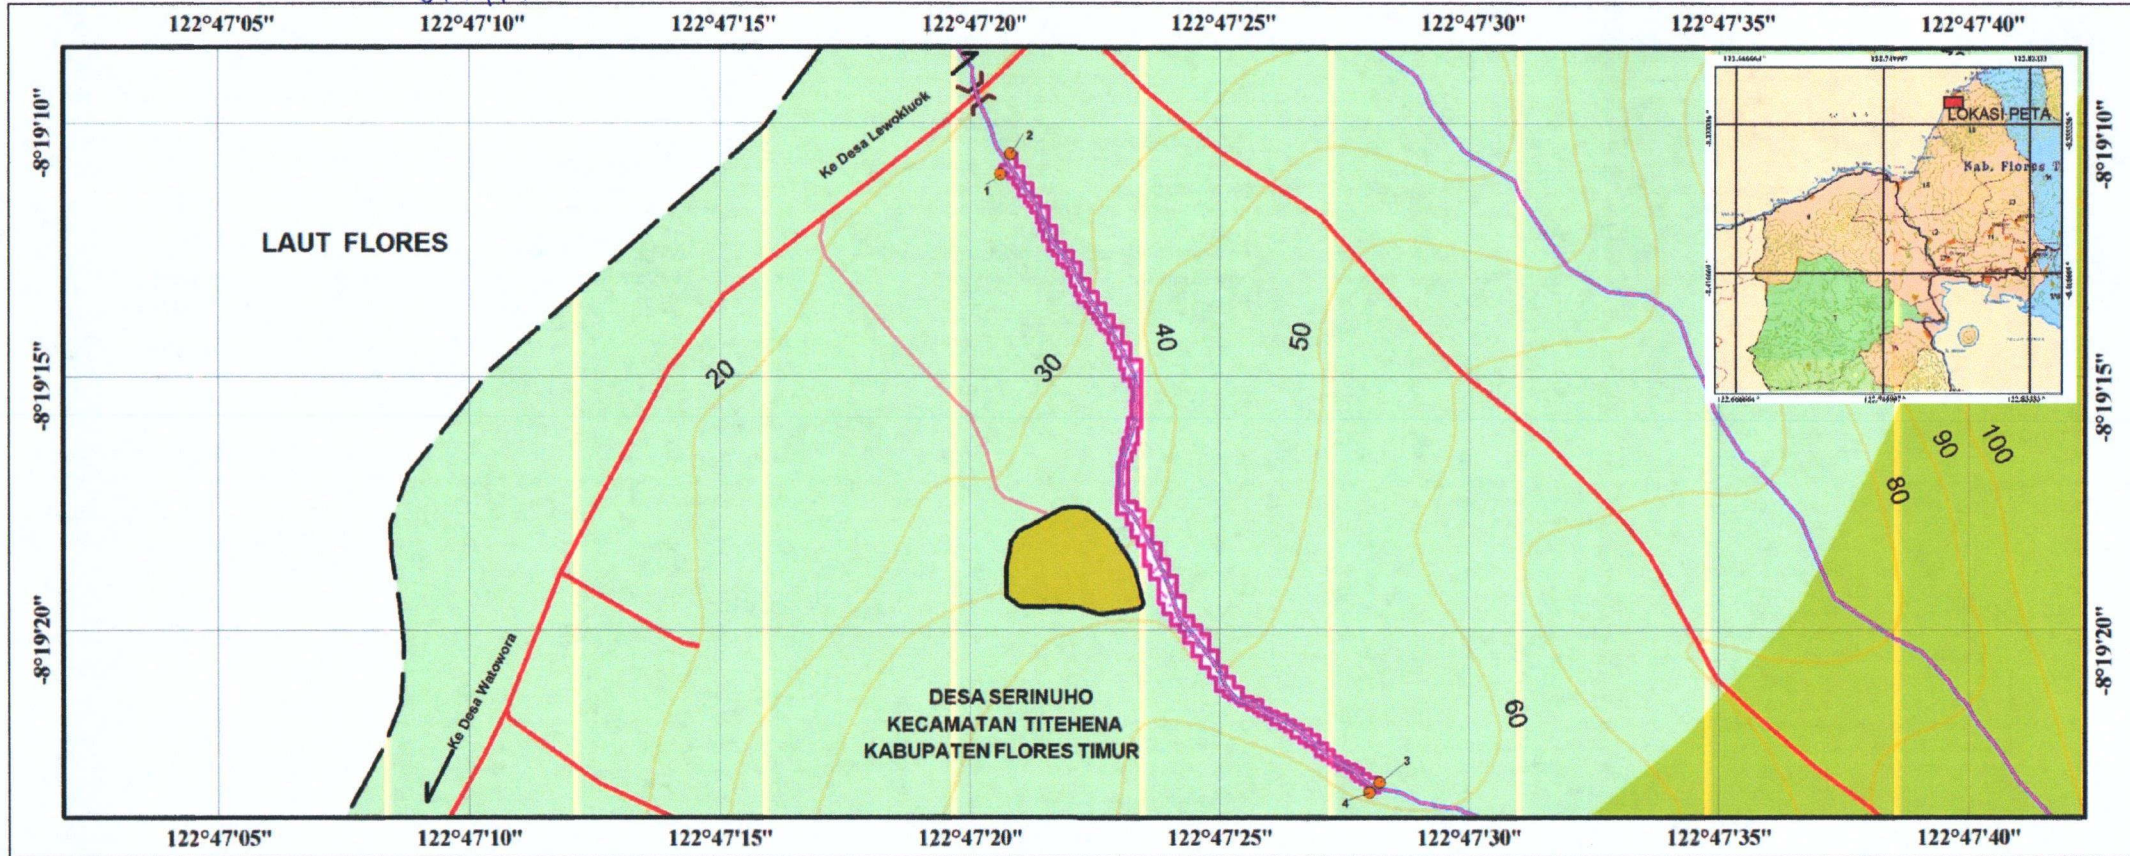 122°47'05" 122°47'10" 122°47'15" 122°47'20" 122°47'25" 122°47'30" 122°47'35" 122°47'40"
-8°19'10" -8°19'10"
LOKASI PETA
Kab. Flores T
Ke Desa Lewokluok
2
1
LAUT FLORES
-8°19'15" -8°19'15"
20 30 40 50
80 90 100
-8°19'20" -8°19'20"
Ke Desa Watowora
DESA SERINUHO
KECAMATAN TITEHENA
KABUPATEN FLORES TIMUR
60
3
4
122°47'05" 122°47'10" 122°47'15" 122°47'20" 122°47'25" 122°47'30" 122°47'35" 122°47'40"